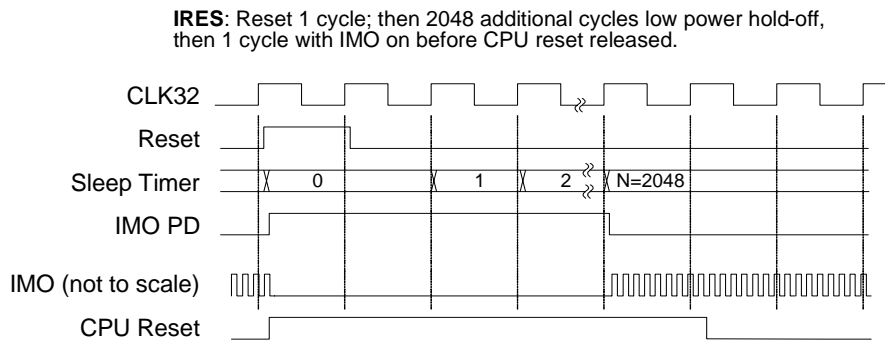 IRES: Reset 1 cycle; then 2048 additional cycles low power hold-off,
then 1 cycle with IMO on before CPU reset released.
CLK32
Reset
Sleep Timer
0 1 2 N=2048
IMO PD
IMO (not to scale)
CPU Reset